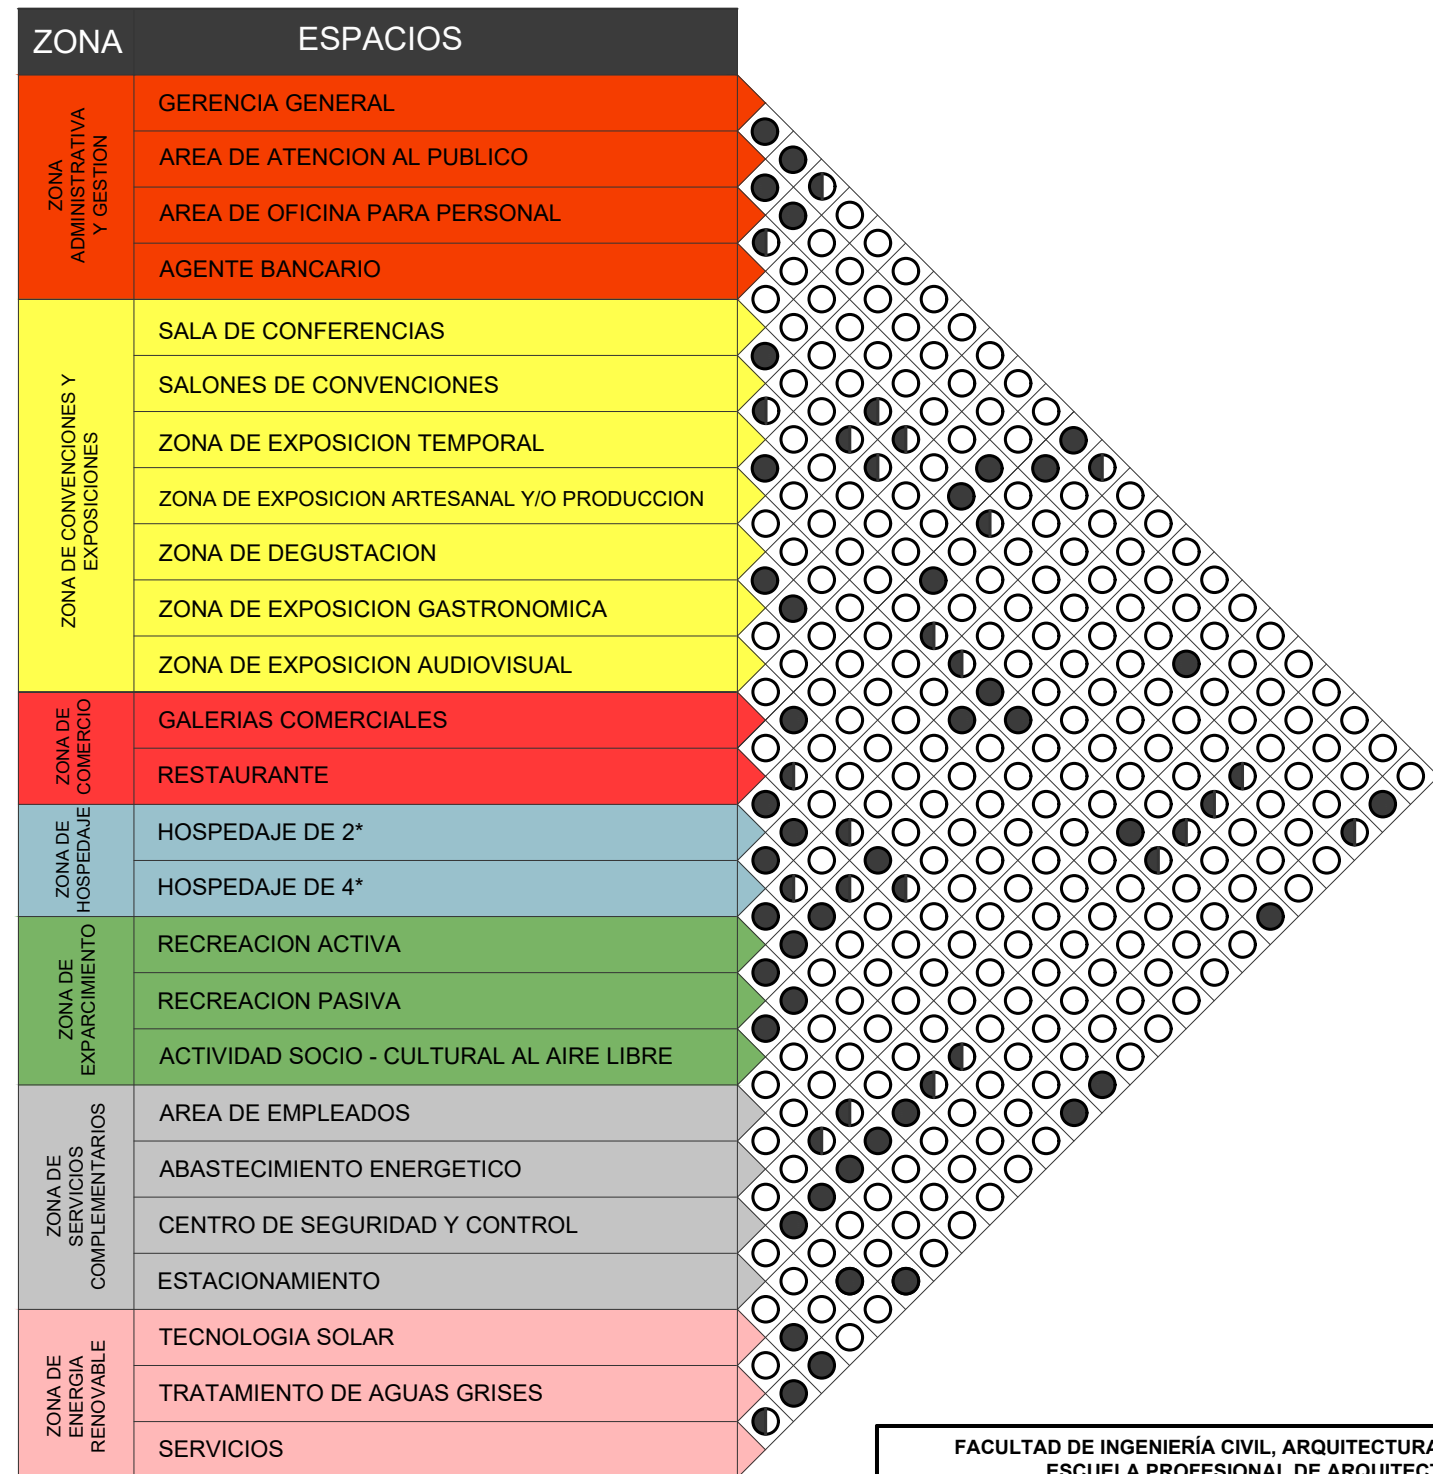 ZONA
ESPACIOS
ZONA
ADMINISTRATIVA
Y GESTION
GERENCIA GENERAL
AREA DE ATENCION AL PUBLICO
AREA DE OFICINA PARA PERSONAL
AGENTE BANCARIO
ZONA DE CONVENCIONES Y
EXPOSICIONES
SALA DE CONFERENCIAS
SALONES DE CONVENCIONES
ZONA DE EXPOSICION TEMPORAL
ZONA DE EXPOSICION ARTESANAL Y/O PRODUCCION
ZONA DE DEGUSTACION
ZONA DE EXPOSICION GASTRONOMICA
ZONA DE EXPOSICION AUDIOVISUAL
ZONA DE
COMERCIO
GALERIAS COMERCIALES
RESTAURANTE
ZONA DE
HOSPEDAJE
HOSPEDAJE DE 2*
HOSPEDAJE DE 4*
ZONA DE
EXPARCIMIENTO
RECREACION ACTIVA
RECREACION PASIVA
ACTIVIDAD SOCIO - CULTURAL AL AIRE LIBRE
ZONA DE
SERVICIOS
COMPLEMENTARIOS
AREA DE EMPLEADOS
ABASTECIMIENTO ENERGETICO
CENTRO DE SEGURIDAD Y CONTROL
ESTACIONAMIENTO
ZONA DE
ENERGIA
RENOVABLE
TECNOLOGIA SOLAR
TRATAMIENTO DE AGUAS GRISES
SERVICIOS
FACULTAD DE INGENIERÍA CIVIL, ARQUITECTURA
ESCUELA PROFESIONAL DE ARQUITECT